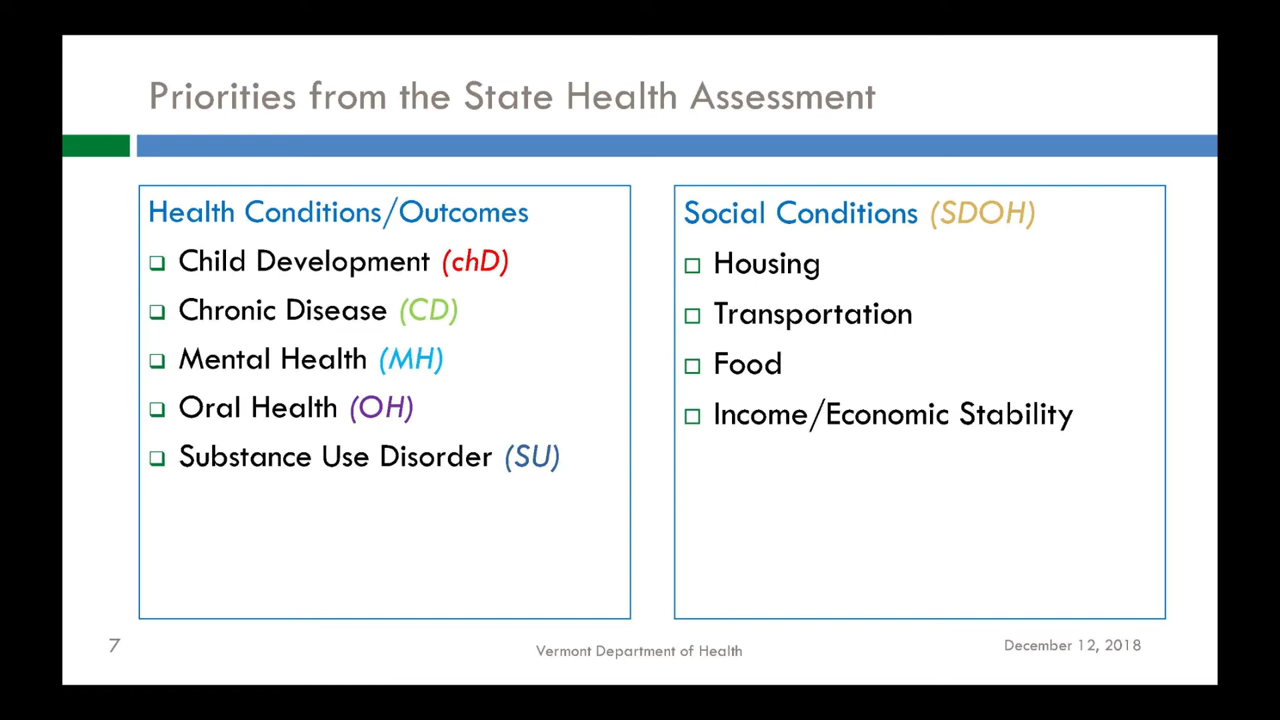 Priorities from the State Health Assessment
Health Conditions/Outcomes
Child Development (chD)
Chronic Disease (CD)
Mental Health (MH)
Oral Health (OH)
Substance Use Disorder (SU)
Social Conditions (SDOH)
Housing
Transportation
Food
Income/Economic Stability
7
Vermont Department of Health
December 12, 2018